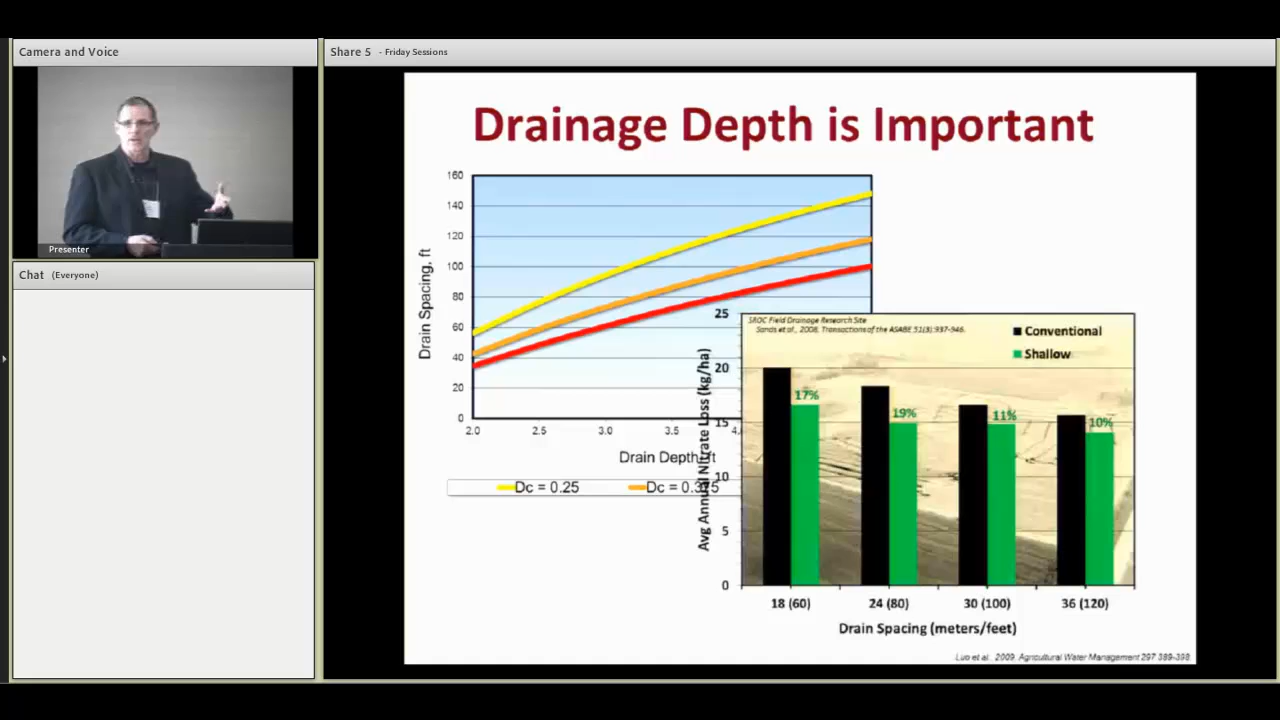 Camera and Voice
Share 5 - Friday Sessions
Presenter
Chat (Everyone)
Drainage Depth is Important
160
140
120
100
80
60
40
20
0
Drain Spacing, ft
2.0 2.5 3.0 3.5
Drain Depth, ft
Dc = 0.25 Dc = 0.375
SROC Field Drainage Research Site
Sands et al., 2008, Transactions of the ASABE 51(3):937-946.
Conventional
Shallow
25
20
15
10
5
0
Avg Annual Nitrate Loss (kg/ha)
17% 19% 11% 10%
18 (60) 24 (80) 30 (100) 36 (120)
Drain Spacing (meters/feet)
Luo et al. 2009. Agricultural Water Management 297 389-398